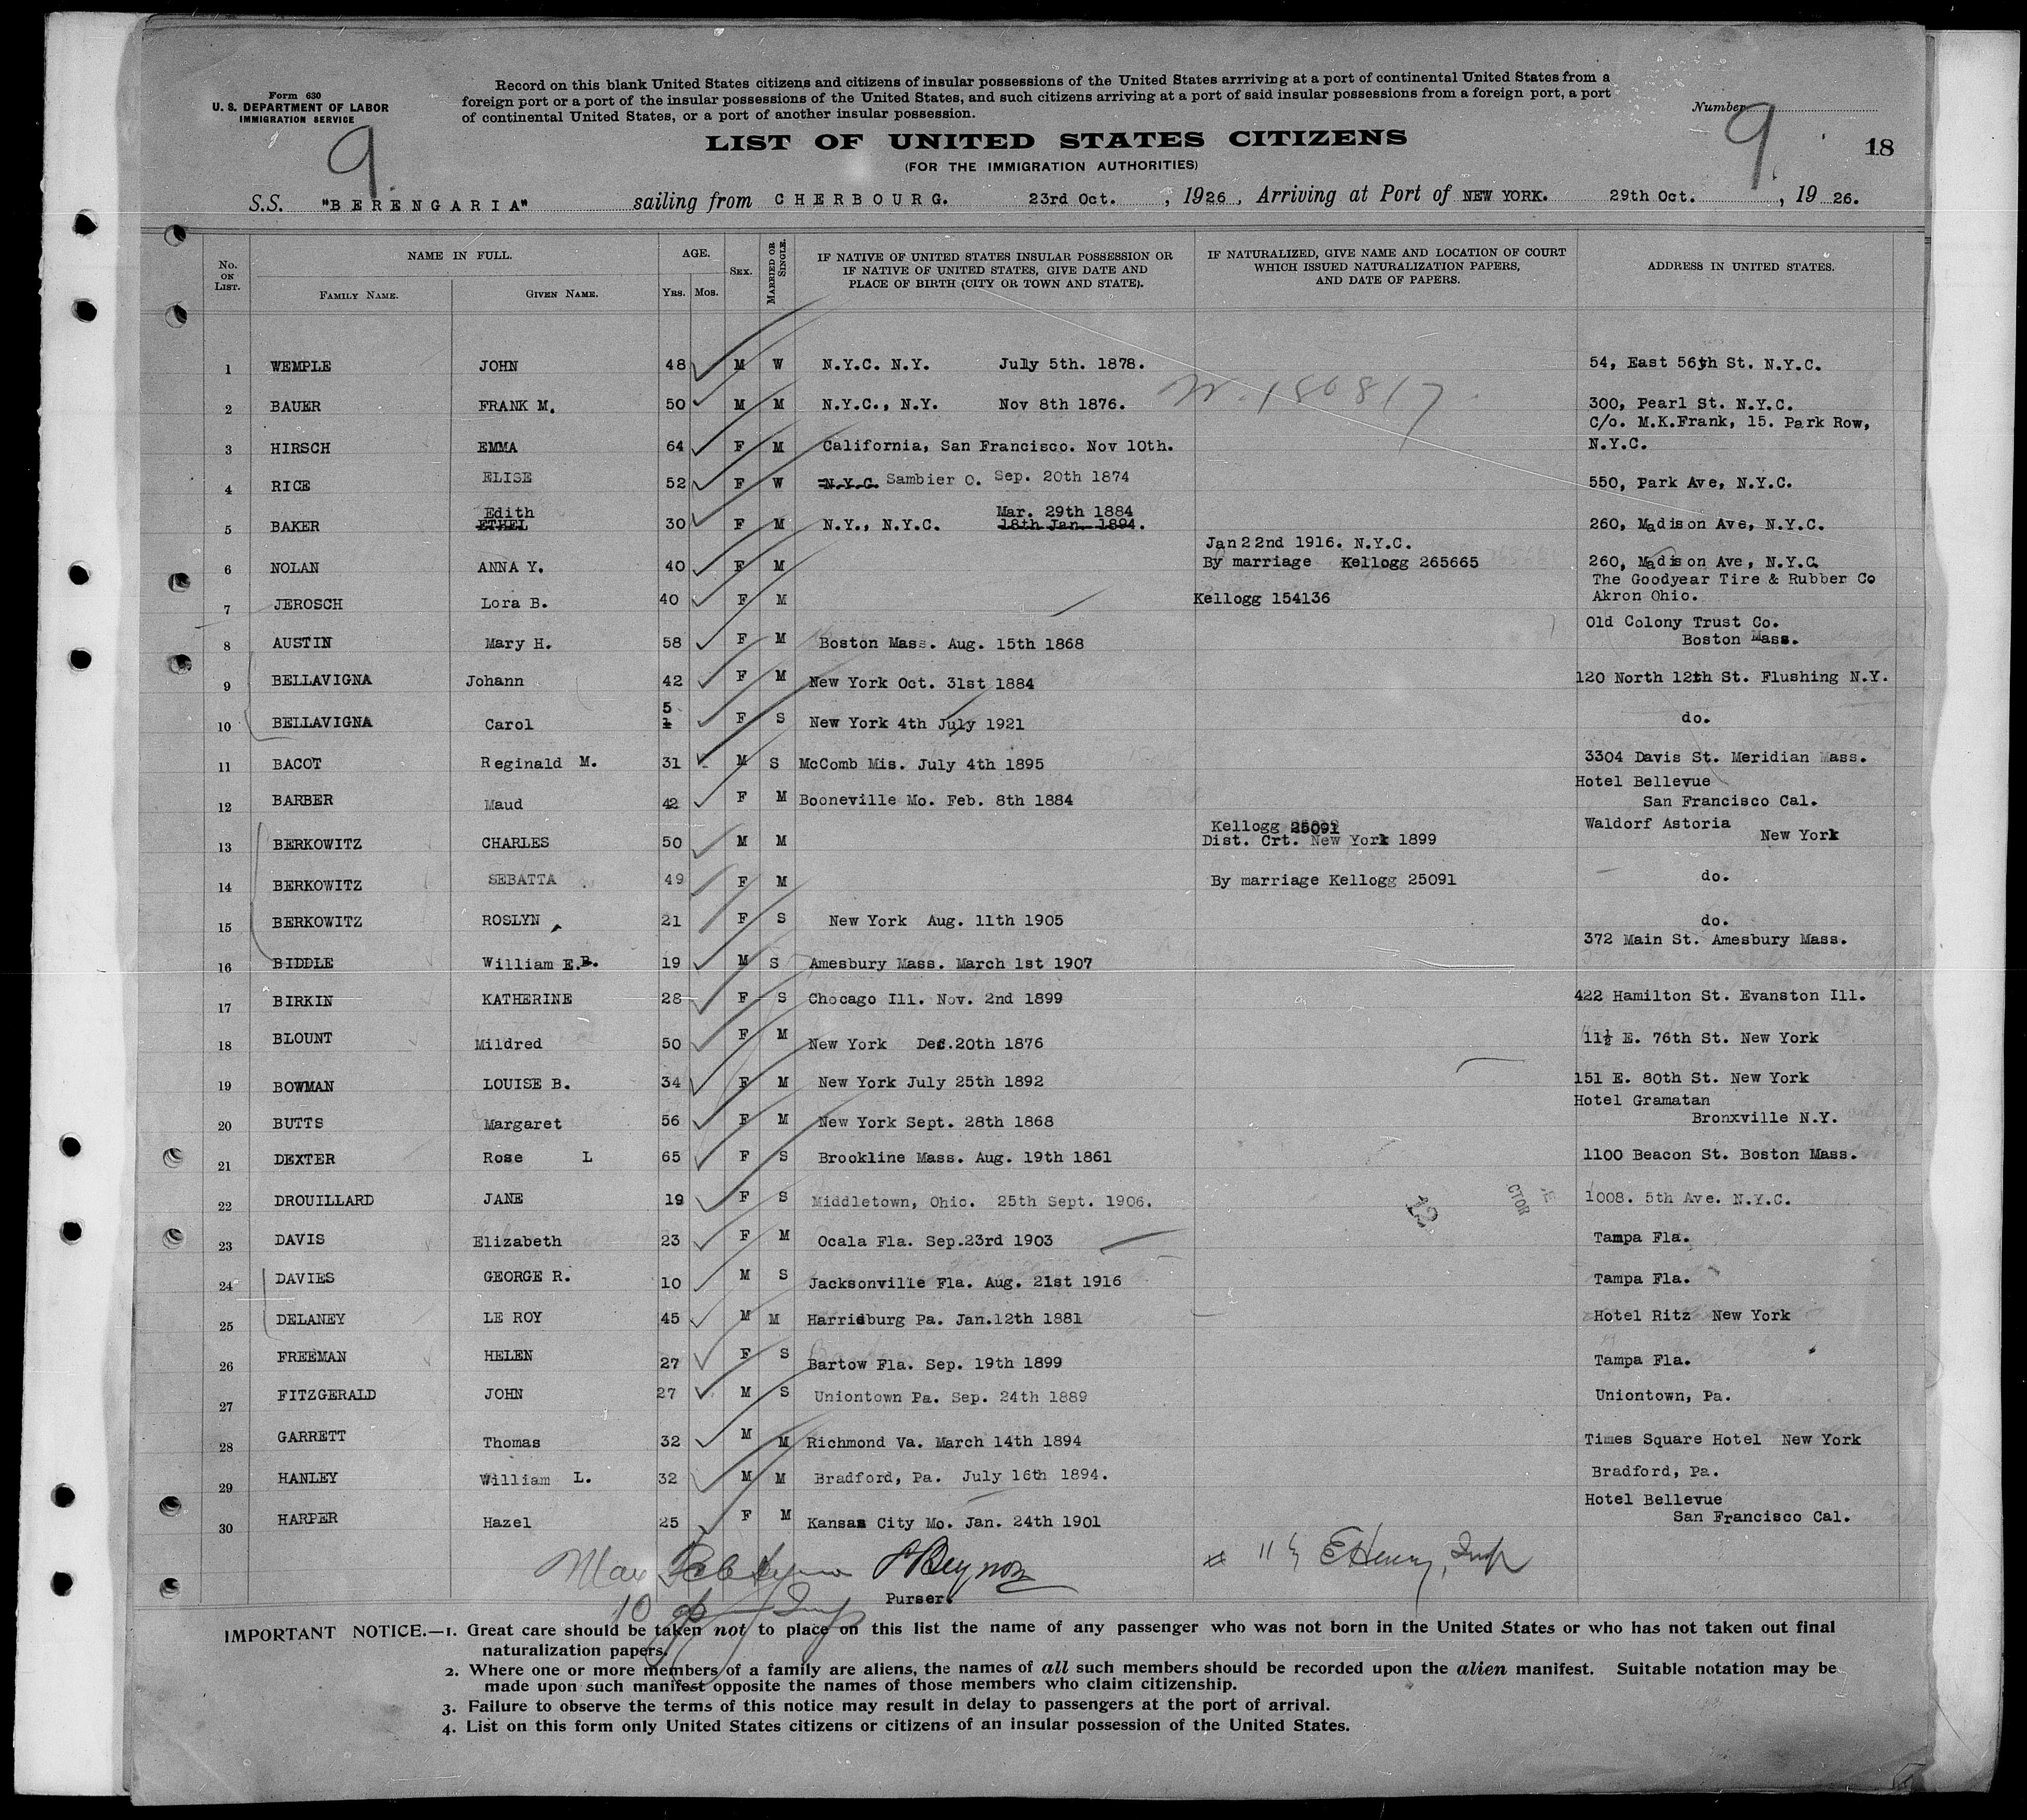 Form 630
U. S. DEPARTMENT OF LABOR
IMMIGRATION SERVICE
Record on this blank United States citizens and citizens of insular possessions of the United States arrriving at a port of continental United States from a
foreign port or a port of the insular possessions of the United States, and such citizens arriving at a port of said insular possessions from a foreign port, a port
of continental United States, or a port of another insular possession.
Number
9
9
18
LIST OF UNITED STATES CITIZENS
(FOR THE IMMIGRATION AUTHORITIES)
S.S. "BERENGARIA" sailing from CHERBOURG. 23rd Oct. , 1926, Arriving at Port of NEW YORK. 29th Oct. , 19 26.
No. ON LIST. NAME IN FULL. FAMILY NAME. GIVEN NAME. AGE. YRS. MOS. SEX. MARRIED OR SINGLE. IF NATIVE OF UNITED STATES INSULAR POSSESSION OR IF NATIVE OF UNITED STATES, GIVE DATE AND PLACE OF BIRTH (CITY OR TOWN AND STATE). IF NATURALIZED, GIVE NAME AND LOCATION OF COURT WHICH ISSUED NATURALIZATION PAPERS, AND DATE OF PAPERS. ADDRESS IN UNITED STATES.
1 WEMPLE JOHN 48 M W N.Y.C. N.Y. July 5th. 1878. 54, East 56th St. N.Y.C.
2 BAUER FRANK M. 50 M M N.Y.C., N.Y. Nov 8th 1876. 180817 300, Pearl St. N.Y.C.
C/o. M.K.Frank, 15. Park Row,
3 HIRSCH EMMA 64 F M California, San Francisco. Nov 10th. N.Y.C.
4 RICE ELISE 52 F W N.Y.C. Sambier O. Sep. 20th 1874 550, Park Ave, N.Y.C.
Edith Mar. 29th 1884
5 BAKER ETHEL 30 F M N.Y., N.Y.C. 18th Jan. 1894. 260, Madison Ave, N.Y.C.
Jan 22nd 1916. N.Y.C.
6 NOLAN ANNA Y. 40 F M By marriage Kellogg 265665 260, Madison Ave, N.Y.C.
The Goodyear Tire & Rubber Co
7 JEROSCH Lora B. 40 F M Kellogg 154136 Akron Ohio.
Old Colony Trust Co.
8 AUSTIN Mary H. 58 F M Boston Mass. Aug. 15th 1868 Boston Mass.
9 BELLAVIGNA Johann 42 F M New York Oct. 31st 1884 120 North 12th St. Flushing N.Y.
5
10 BELLAVIGNA Carol 1 F S New York 4th July 1921 do.
11 BACOT Reginald M. 31 M S McComb Mis. July 4th 1895 3304 Davis St. Meridian Mass.
Hotel Bellevue
12 BARBER Maud 42 F M Booneville Mo. Feb. 8th 1884 San Francisco Cal.
Kellogg 25091 Waldorf Astoria
13 BERKOWITZ CHARLES 50 M M Dist. Crt. New York 1899 New York
14 BERKOWITZ SEBATTA 49 F M By marriage Kellogg 25091 do.
15 BERKOWITZ ROSLYN 21 F S New York Aug. 11th 1905 do.
372 Main St. Amesbury Mass.
16 BIDDLE William E.B. 19 M S Amesbury Mass. March 1st 1907
17 BIRKIN KATHERINE 28 F S Chocago Ill. Nov. 2nd 1899 422 Hamilton St. Evanston Ill.
18 BLOUNT Mildred 50 F M New York Dec.20th 1876 11½ E. 76th St. New York
19 BOWMAN LOUISE B. 34 F M New York July 25th 1892 151 E. 80th St. New York
Hotel Gramatan
20 BUTTS Margaret 56 F M New York Sept. 28th 1868 Bronxville N.Y.
21 DEXTER Rose L 65 F S Brookline Mass. Aug. 19th 1861 1100 Beacon St. Boston Mass.
22 DROUILLARD JANE 19 F S Middletown, Ohio. 25th Sept. 1906. 12 CTOR 1008. 5th Ave. N.Y.C.
23 DAVIS Elizabeth 23 F M Ocala Fla. Sep.23rd 1903 Tampa Fla.
24 DAVIES GEORGE R. 10 M S Jacksonville Fla. Aug. 21st 1916 Tampa Fla.
25 DELANEY LE ROY 45 M M Harrisburg Pa. Jan.12th 1881 Hotel Ritz New York
26 FREEMAN HELEN 27 F S Bartow Fla. Sep. 19th 1899 Tampa Fla.
27 FITZGERALD JOHN 27 M S Uniontown Pa. Sep. 24th 1889 Uniontown, Pa.
28 GARRETT Thomas 32 M M Richmond Va. March 14th 1894 Times Square Hotel New York
29 HANLEY William L. 32 M M Bradford, Pa. July 16th 1894. Bradford, Pa.
Hotel Bellevue
30 HARPER Hazel 25 F M Kansas City Mo. Jan. 24th 1901 San Francisco Cal.
Max
10
Purser.
IMPORTANT NOTICE.—1. Great care should be taken not to place on this list the name of any passenger who was not born in the United States or who has not taken out final
naturalization papers.
2. Where one or more members of a family are aliens, the names of all such members should be recorded upon the alien manifest. Suitable notation may be
made upon such manifest opposite the names of those members who claim citizenship.
3. Failure to observe the terms of this notice may result in delay to passengers at the port of arrival.
4. List on this form only United States citizens or citizens of an insular possession of the United States.